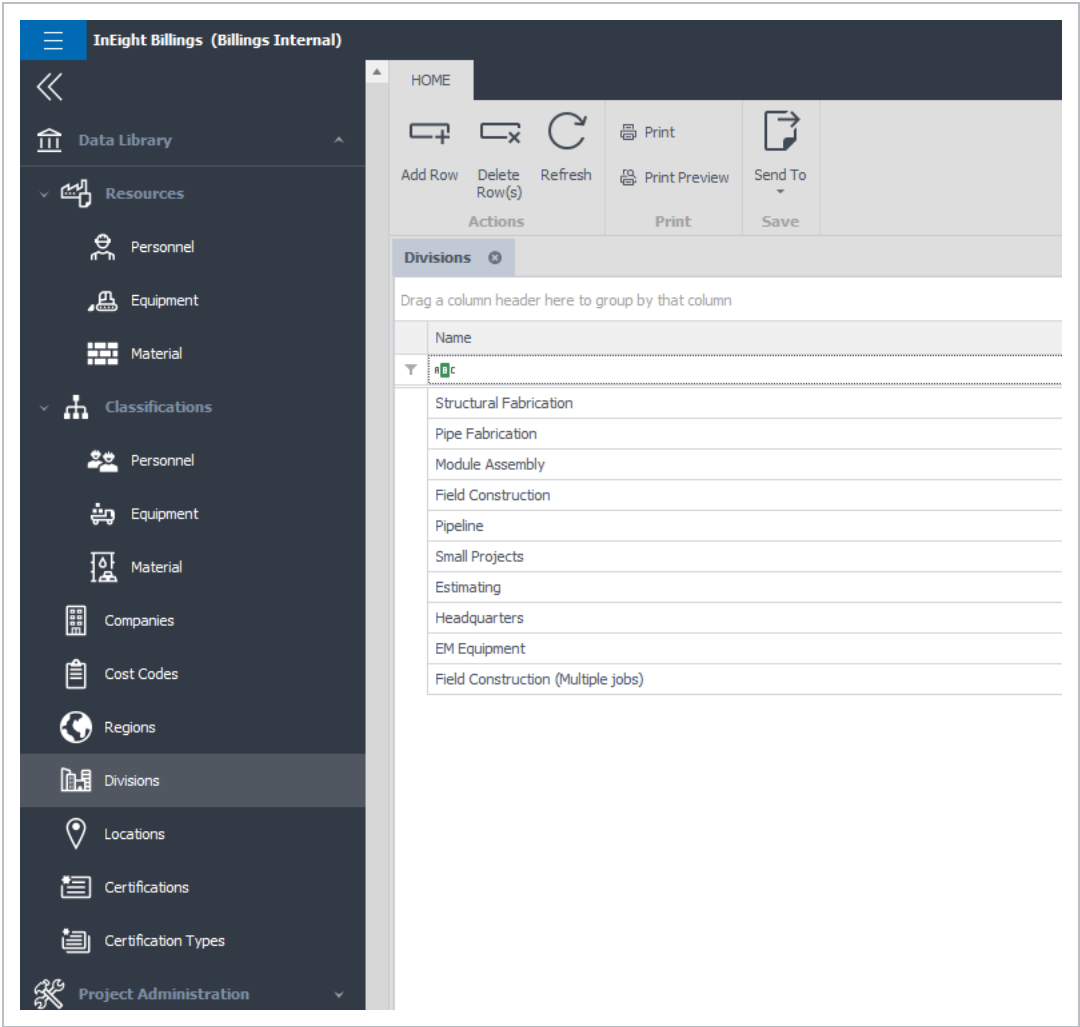 InEight Billings (Billings Internal)
Data Library
Resources
Personnel
Equipment
Material
Classifications
Personnel
Equipment
Material
Companies
Cost Codes
Regions
Divisions
Locations
Certifications
Certification Types
Project Administration
HOME
Add Row
Delete
Row(s)
Refresh
Actions
Print
Print Preview
Print
Send To
Save
Divisions
Drag a column header here to group by that column
Name
ABC
Structural Fabrication
Pipe Fabrication
Module Assembly
Field Construction
Pipeline
Small Projects
Estimating
Headquarters
EM Equipment
Field Construction (Multiple jobs)